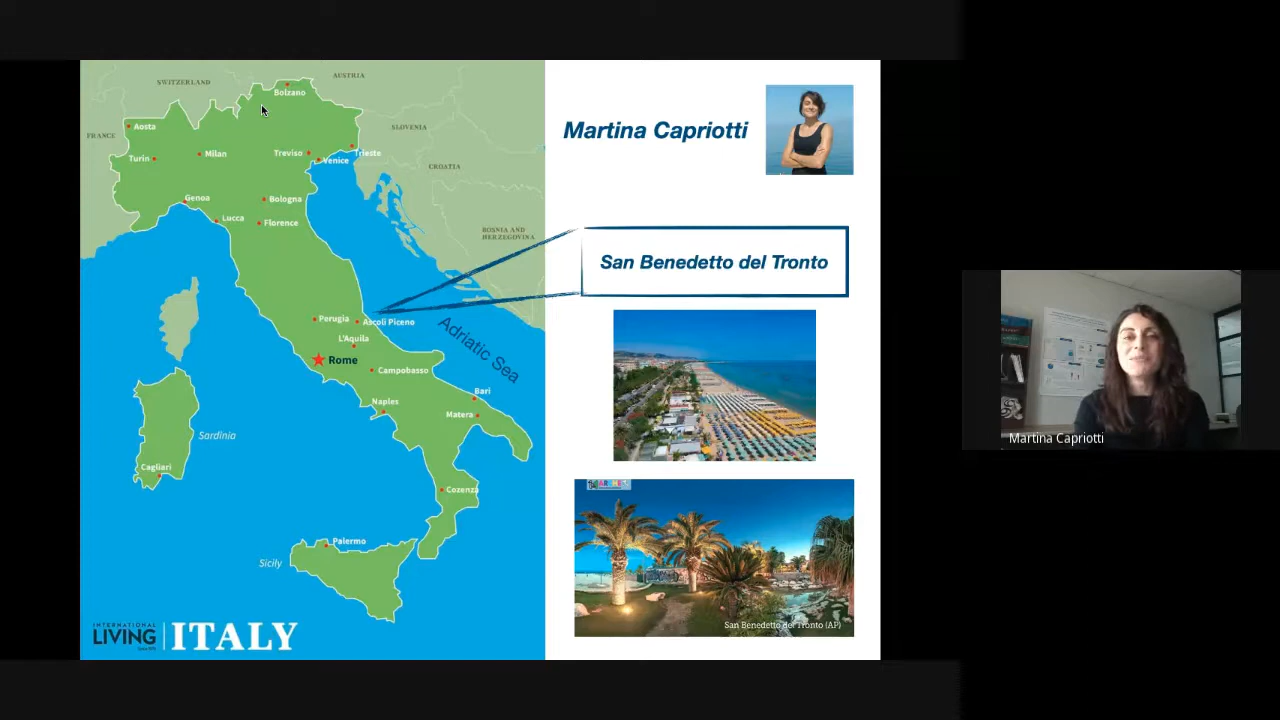 SWITZERLAND
AUSTRIA
Bolzano
FRANCE
Aosta
SLOVENIA
Turin
Milan
Treviso
Venice
Trieste
CROATIA
Genoa
Bologna
Lucca
Florence
BOSNIA AND
HERZEGOVINA
Perugia
Ascoli Piceno
Adriatic Sea
L'Aquila
Rome
Campobasso
Bari
Naples
Matera
Sardinia
Cagliari
Cozenza
Palermo
Sicily
INTERNATIONAL
LIVING
ITALY
Martina Capriotti
San Benedetto del Tronto
San Benedetto del Tronto (AP)
Martina Capriotti